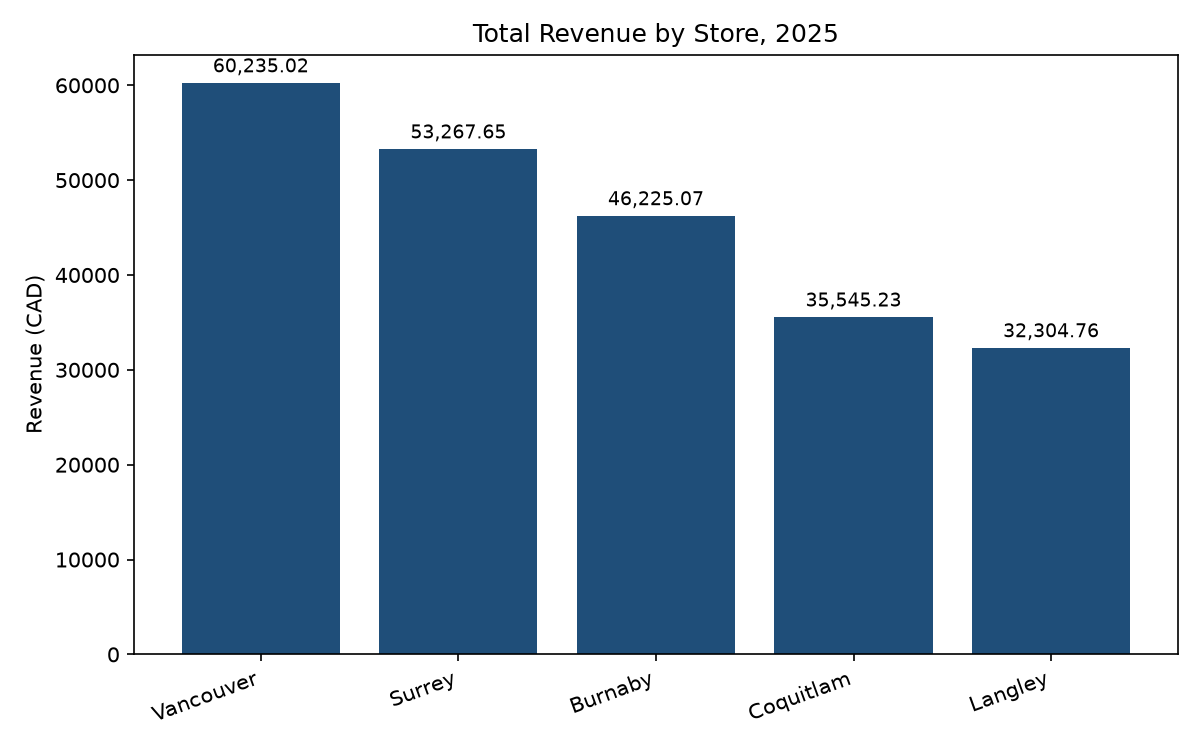 Total Revenue by Store, 2025
Revenue (CAD)
60000
50000
40000
30000
20000
10000
0
60,235.02
53,267.65
46,225.07
35,545.23
32,304.76
Vancouver
Surrey
Burnaby
Coquitlam
Langley